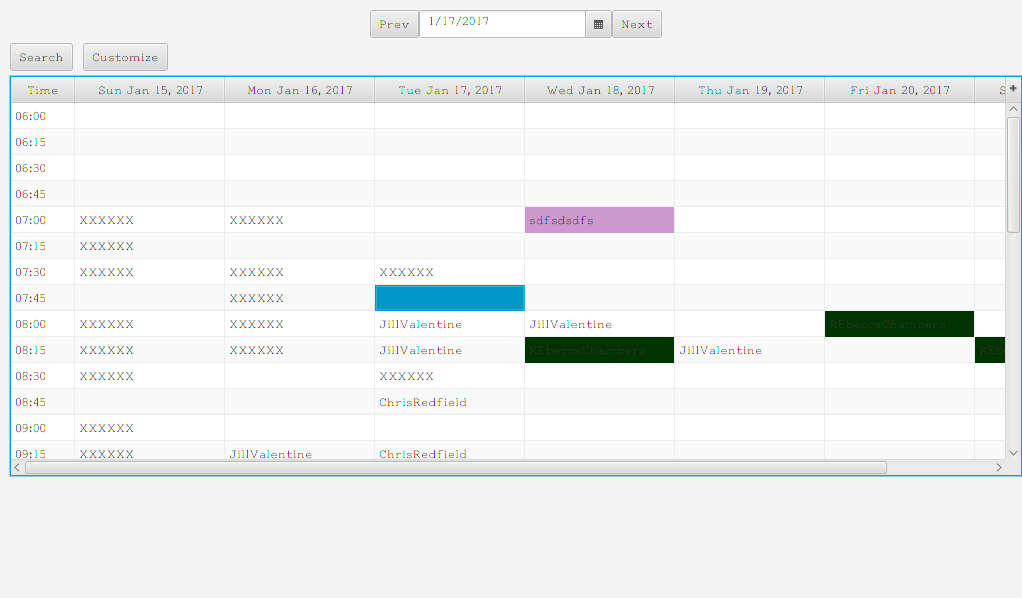 Prev 1/17/2017 Next
Search Customize
Time Sun Jan 15, 2017 Mon Jan 16, 2017 Tue Jan 17, 2017 Wed Jan 18, 2017 Thu Jan 19, 2017 Fri Jan 20, 2017 S
06:00
06:15
06:30
06:45
07:00 XXXXXX XXXXXX sdfsdsdfs
07:15 XXXXXX
07:30 XXXXXX XXXXXX XXXXXX
07:45 XXXXXX
08:00 XXXXXX XXXXXX JillValentine JillValentine REbeccsChambers
08:15 XXXXXX XXXXXX JillValentine REbeccsChambers JillValentine REb
08:30 XXXXXX XXXXXX
08:45 ChrisRedfield
09:00 XXXXXX
09:15 XXXXXX JillValentine ChrisRedfield